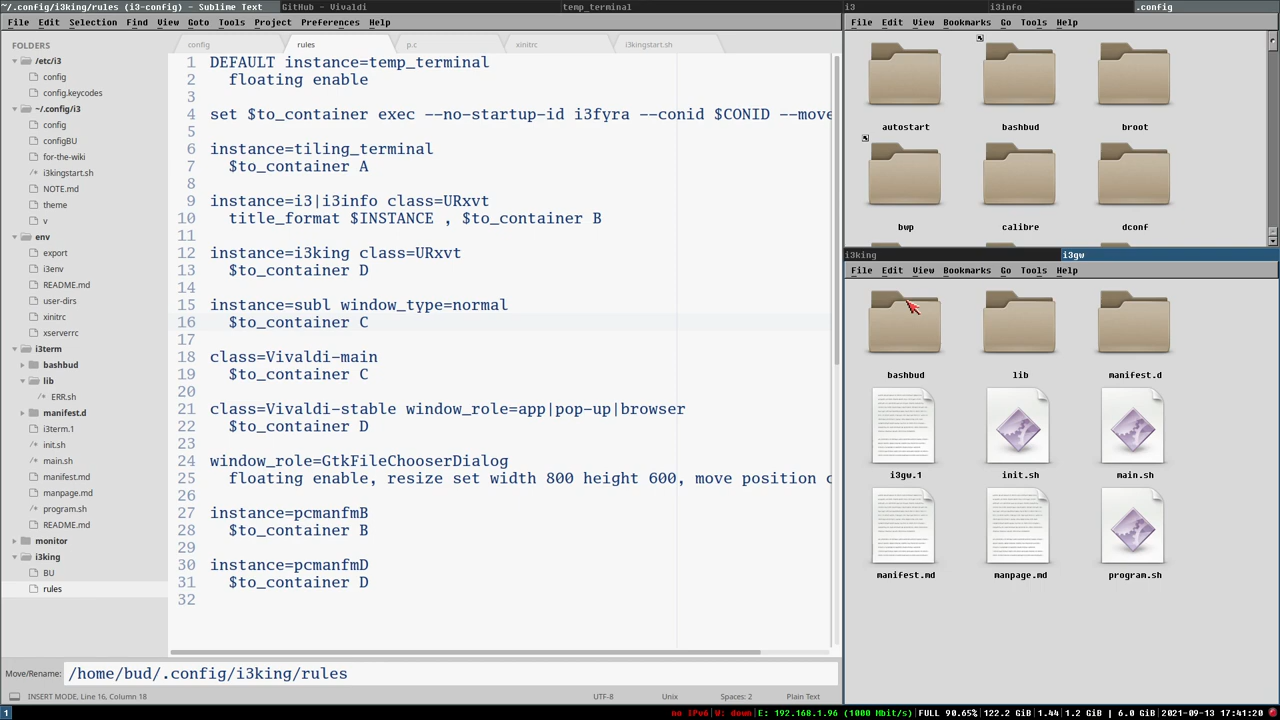 ~/.config/i3king/rules (i3-config) - Sublime Text
GitHub - Vivaldi
temp_terminal
File Edit Selection Find View Goto Tools Project Preferences Help
FOLDERS
/etc/i3
config
config.keycodes
~/.config/i3
config
configBU
for-the-wiki
/* i3kingstart.sh
NOTE.md
theme
v
env
export
i3env
README.md
user-dirs
xinitrc
xserverrc
i3term
bashbud
lib
/* ERR.sh
manifest.d
i3term.1
/* init.sh
/* main.sh
manifest.md
manpage.md
/* program.sh
README.md
monitor
i3king
BU
rules
config
rules
p.c
xinitrc
i3kingstart.sh
1 DEFAULT instance=temp_terminal
2 floating enable
3
4 set $to_container exec --no-startup-id i3fyra --conid $CONID --move
5
6 instance=tiling_terminal
7 $to_container A
8
9 instance=i3|i3info class=URxvt
10 title_format $INSTANCE , $to_container B
11
12 instance=i3king class=URxvt
13 $to_container D
14
15 instance=subl window_type=normal
16 $to_container C
17
18 class=Vivaldi-main
19 $to_container C
20
21 class=Vivaldi-stable window_role=app|pop-up|browser
22 $to_container D
23
24 window_role=GtkFileChooserDialog
25 floating enable, resize set width 800 height 600, move position c
26
27 instance=pcmanfmB
28 $to_container B
29
30 instance=pcmanfmD
31 $to_container D
32
Move/Rename: /home/bud/.config/i3king/rules
INSERT MODE, Line 16, Column 18
UTF-8
Unix
Spaces: 2
Plain Text
i3
i3info
.config
File Edit View Bookmarks Go Tools Help
autostart
bashbud
broot
bwp
calibre
dconf
i3king
i3gw
File Edit View Bookmarks Go Tools Help
bashbud
lib
manifest.d
i3gw.1
init.sh
main.sh
manifest.md
manpage.md
program.sh
1
no IPv6|W: down|E: 192.168.1.96 (1000 Mbit/s)|FULL 90.65%|122.2 GiB|1.44|1.2 GiB | 6.0 GiB|2021-09-13 17:41:20